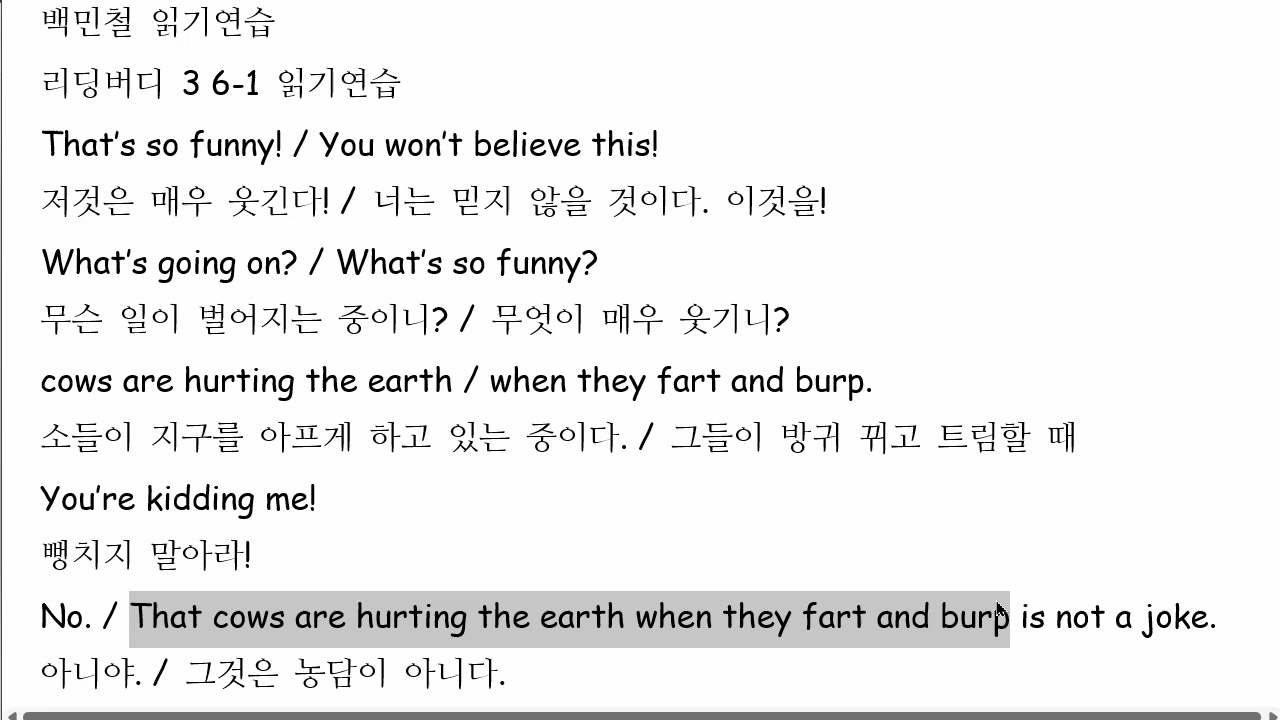 백민철 읽기연습
리딩버디 3 6-1 읽기연습
That's so funny! / You won't believe this!
저것은 매우 웃긴다! / 너는 믿지 않을 것이다. 이것을!
What's going on? / What's so funny?
무슨 일이 벌어지는 중이니? / 무엇이 매우 웃기니?
cows are hurting the earth / when they fart and burp.
소들이 지구를 아프게 하고 있는 중이다. / 그들이 방귀 뀌고 트림할 때
You're kidding me!
뻥치지 말아라!
No. / That cows are hurting the earth when they fart and burp is not a joke.
아니야. / 그것은 농담이 아니다.